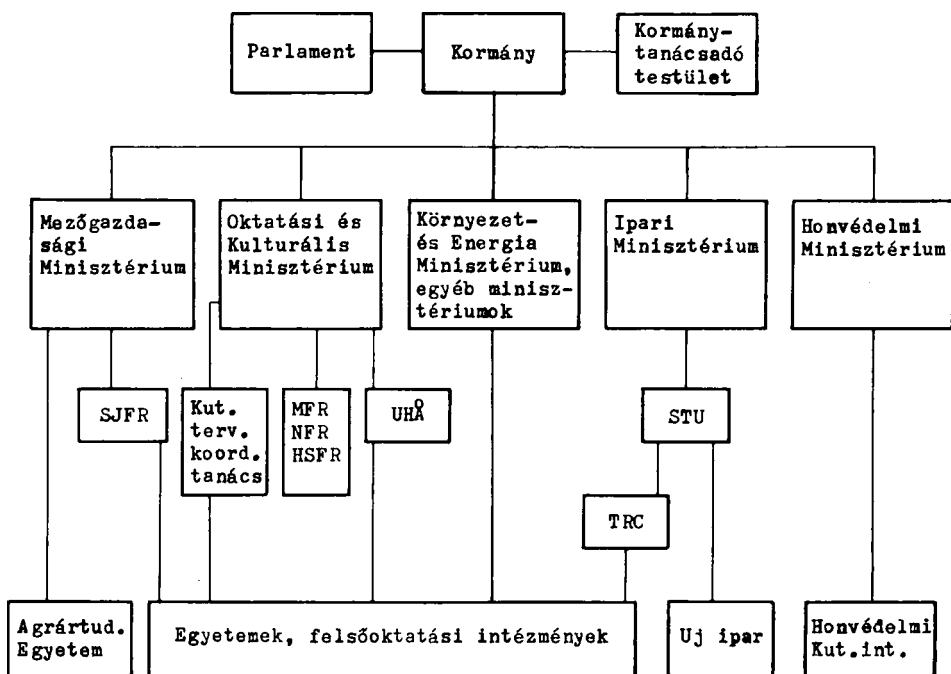 Parlament
Kormány
Kormány-
tanácsadó
testület
Mezőgazda-
sági
Minisztérium
Oktatási és
Kulturális
Minisztérium
Környezet-
és Energia
Minisztérium,
egyéb minisz-
tériumok
Ipari
Minisztérium
Honvédelmi
Minisztérium
SJFR
Kut.
terv.
koord.
tanács
MFR
NFR
HSFR
UHÅ
STU
TRC
Agrártud.
Egyetem
Egyetemek, felsőoktatási intézmények
Uj ipar
Honvédelmi
Kut.int.